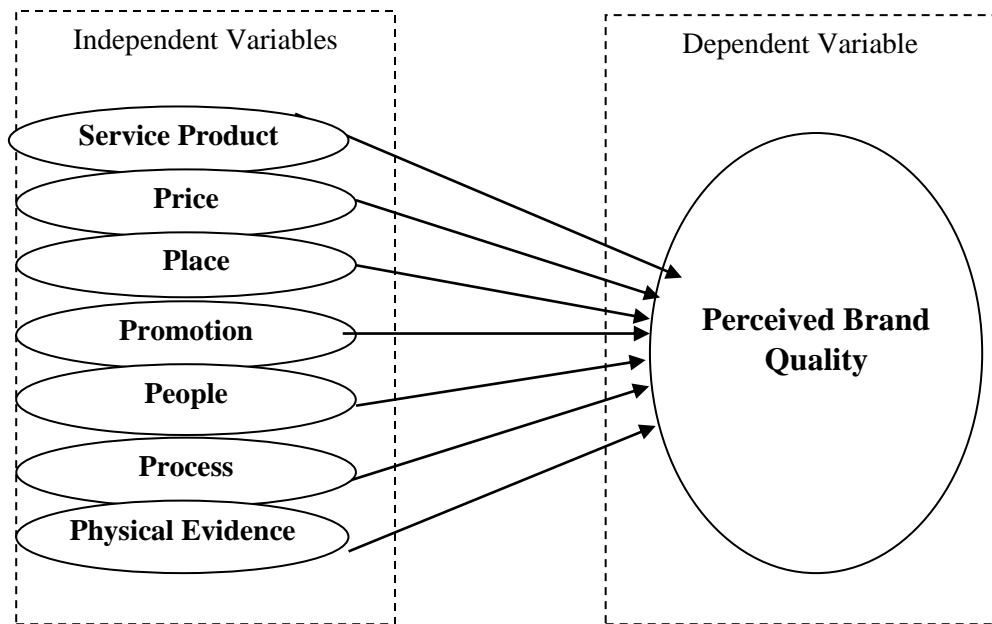 Independent Variables
Service Product
Price
Place
Promotion
People
Process
Physical Evidence
Dependent Variable
Perceived Brand
Quality